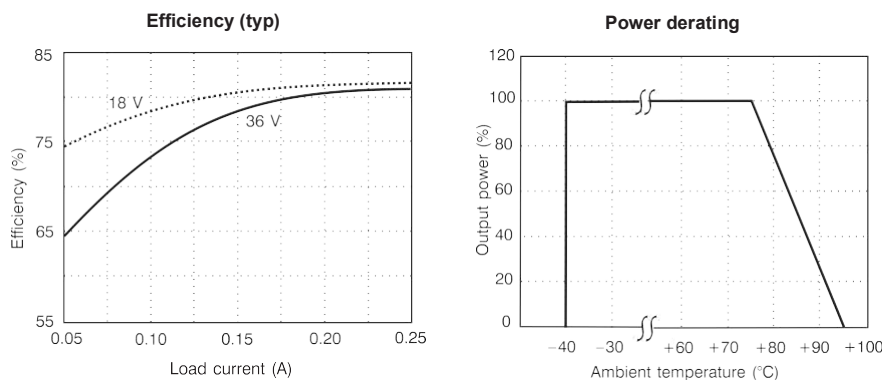 Efficiency (typ)
85
75
65
55
18 V
36 V
Efficiency (%)
0.05 0.10 0.15 0.20 0.25
Load current (A)
Power derating
120
100
80
60
40
20
0
Output power (%)
−40 −30 +60 +70 +80 +90 +100
Ambient temperature (°C)